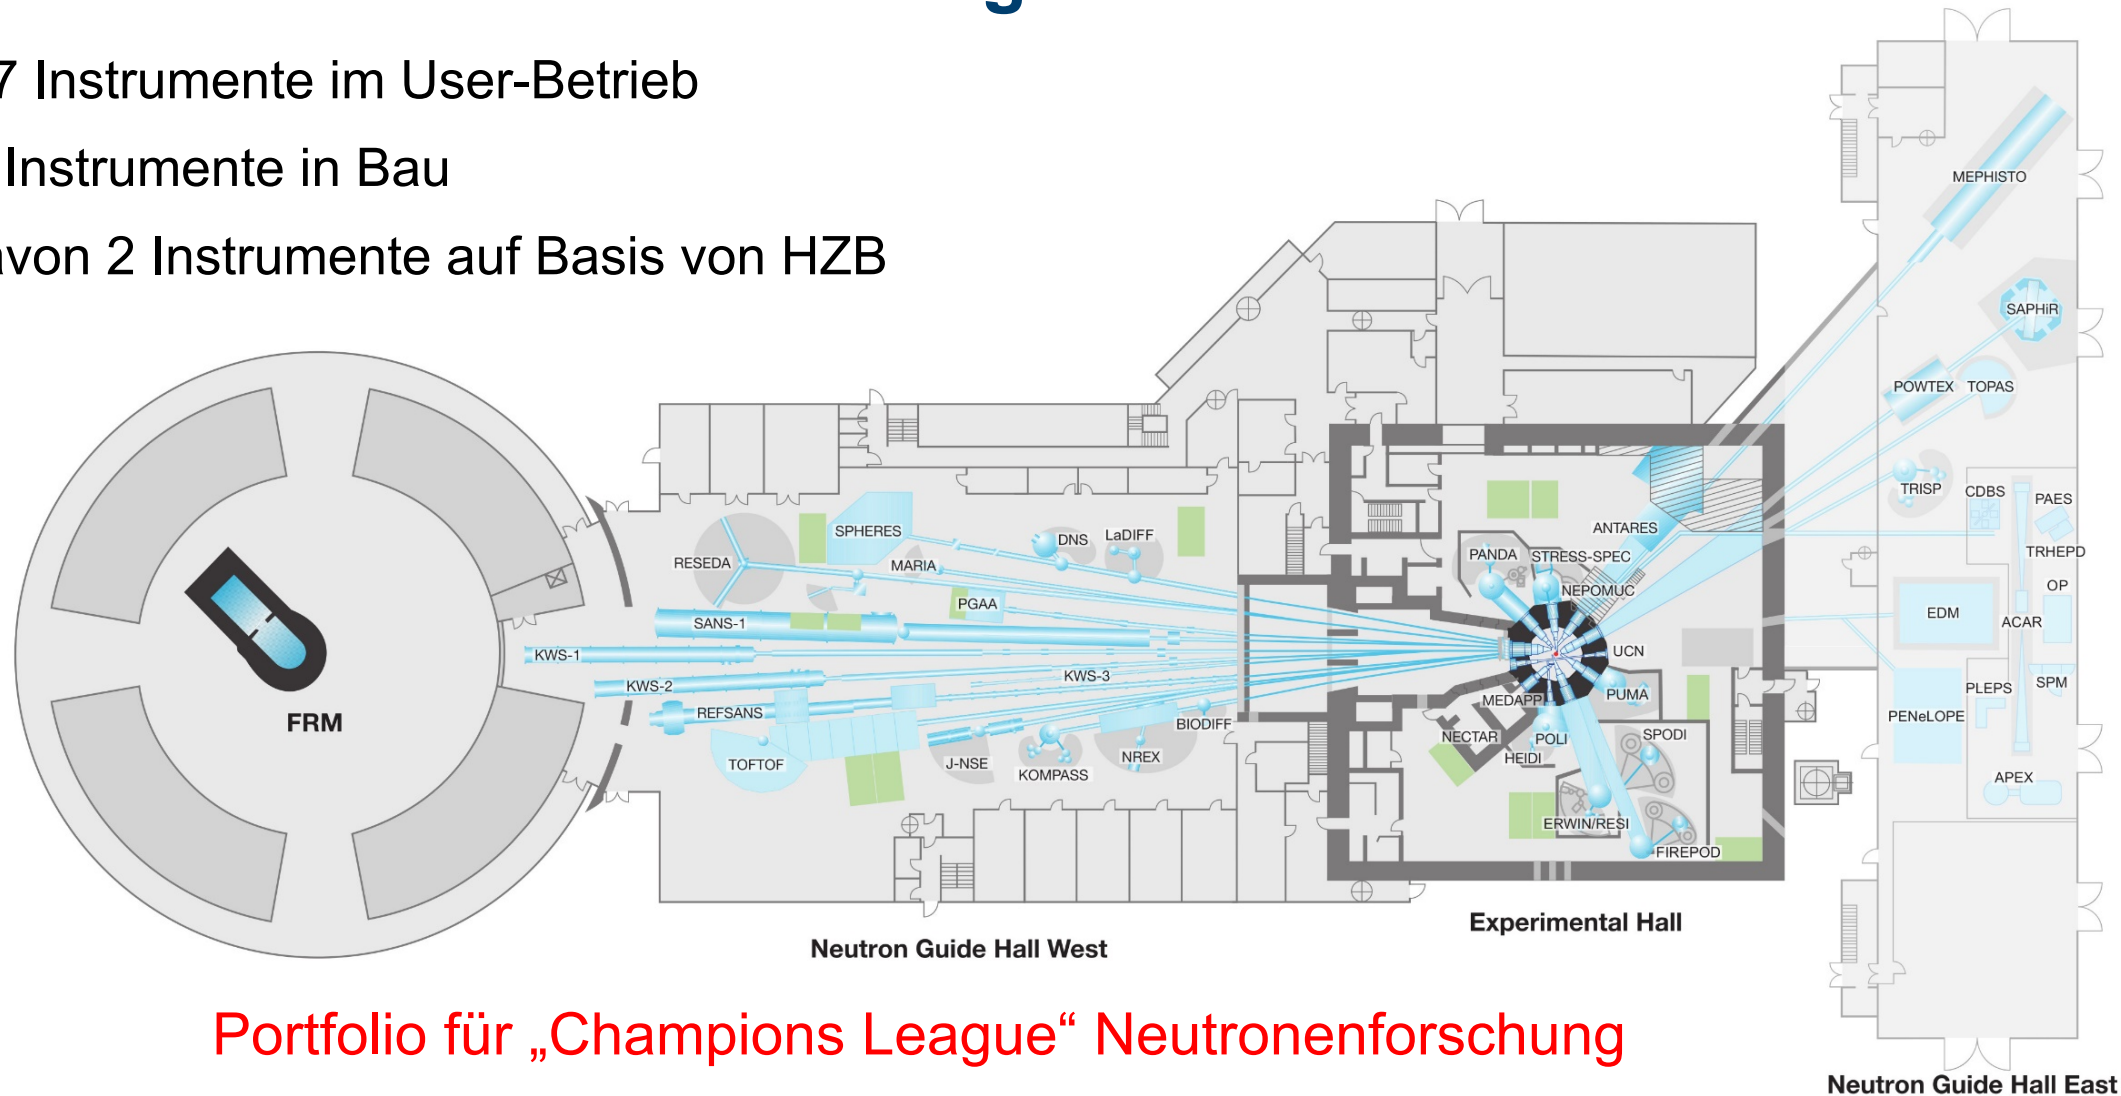 g
7 Instrumente im User-Betrieb
Instrumente in Bau
avon 2 Instrumente auf Basis von HZB
MEPHISTO
SAPHiR
POWTEX TOPAS
TRISP
CDBS
PAES
TRHEPD
OP
EDM
ACAR
PLEPS
SPM
PENeLOPE
APEX
ANTARES
PANDA
STRESS-SPEC
NEPOMUC
UCN
PUMA
MEDAPP
NECTAR
POLI
HEIDI
SPODI
ERWIN/RESI
FIREPOD
SPHERES
DNS
LaDIFF
RESEDA
MARIA
PGAA
SANS-1
KWS-1
KWS-2
KWS-3
REFSANS
BIODIFF
TOFTOF
J-NSE
KOMPASS
NREX
FRM
Experimental Hall
Neutron Guide Hall West
Portfolio für „Champions League“ Neutronenforschung
Neutron Guide Hall East